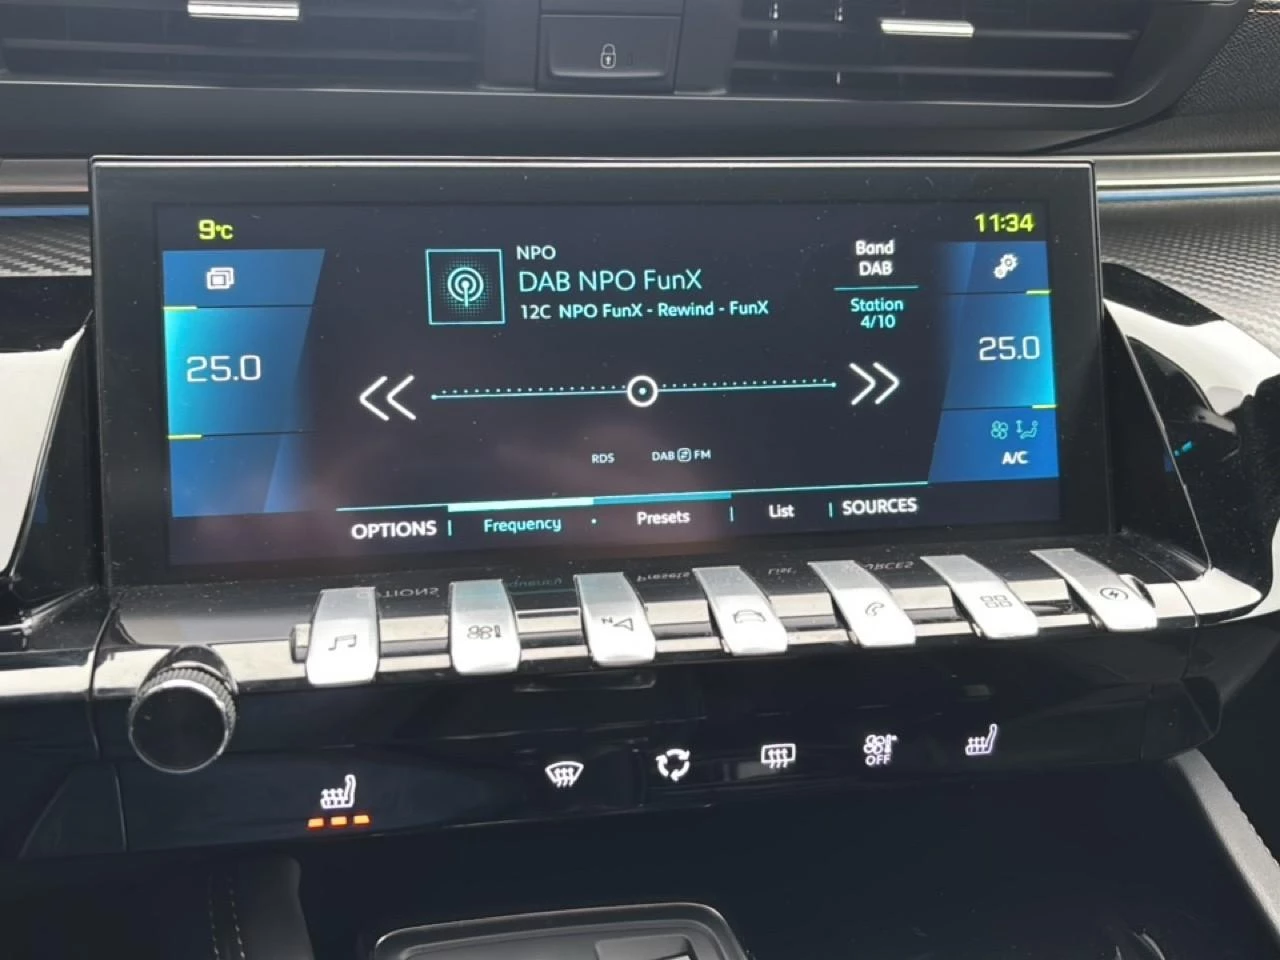 9°C
11:34
NPO
DAB NPO FunX
12C NPO FunX - Rewind - FunX
Band
DAB
Station
4/10
25.0
25.0
RDS
DAB FM
A/C
OPTIONS | Frequency • Presets | List | SOURCES
N
OFF